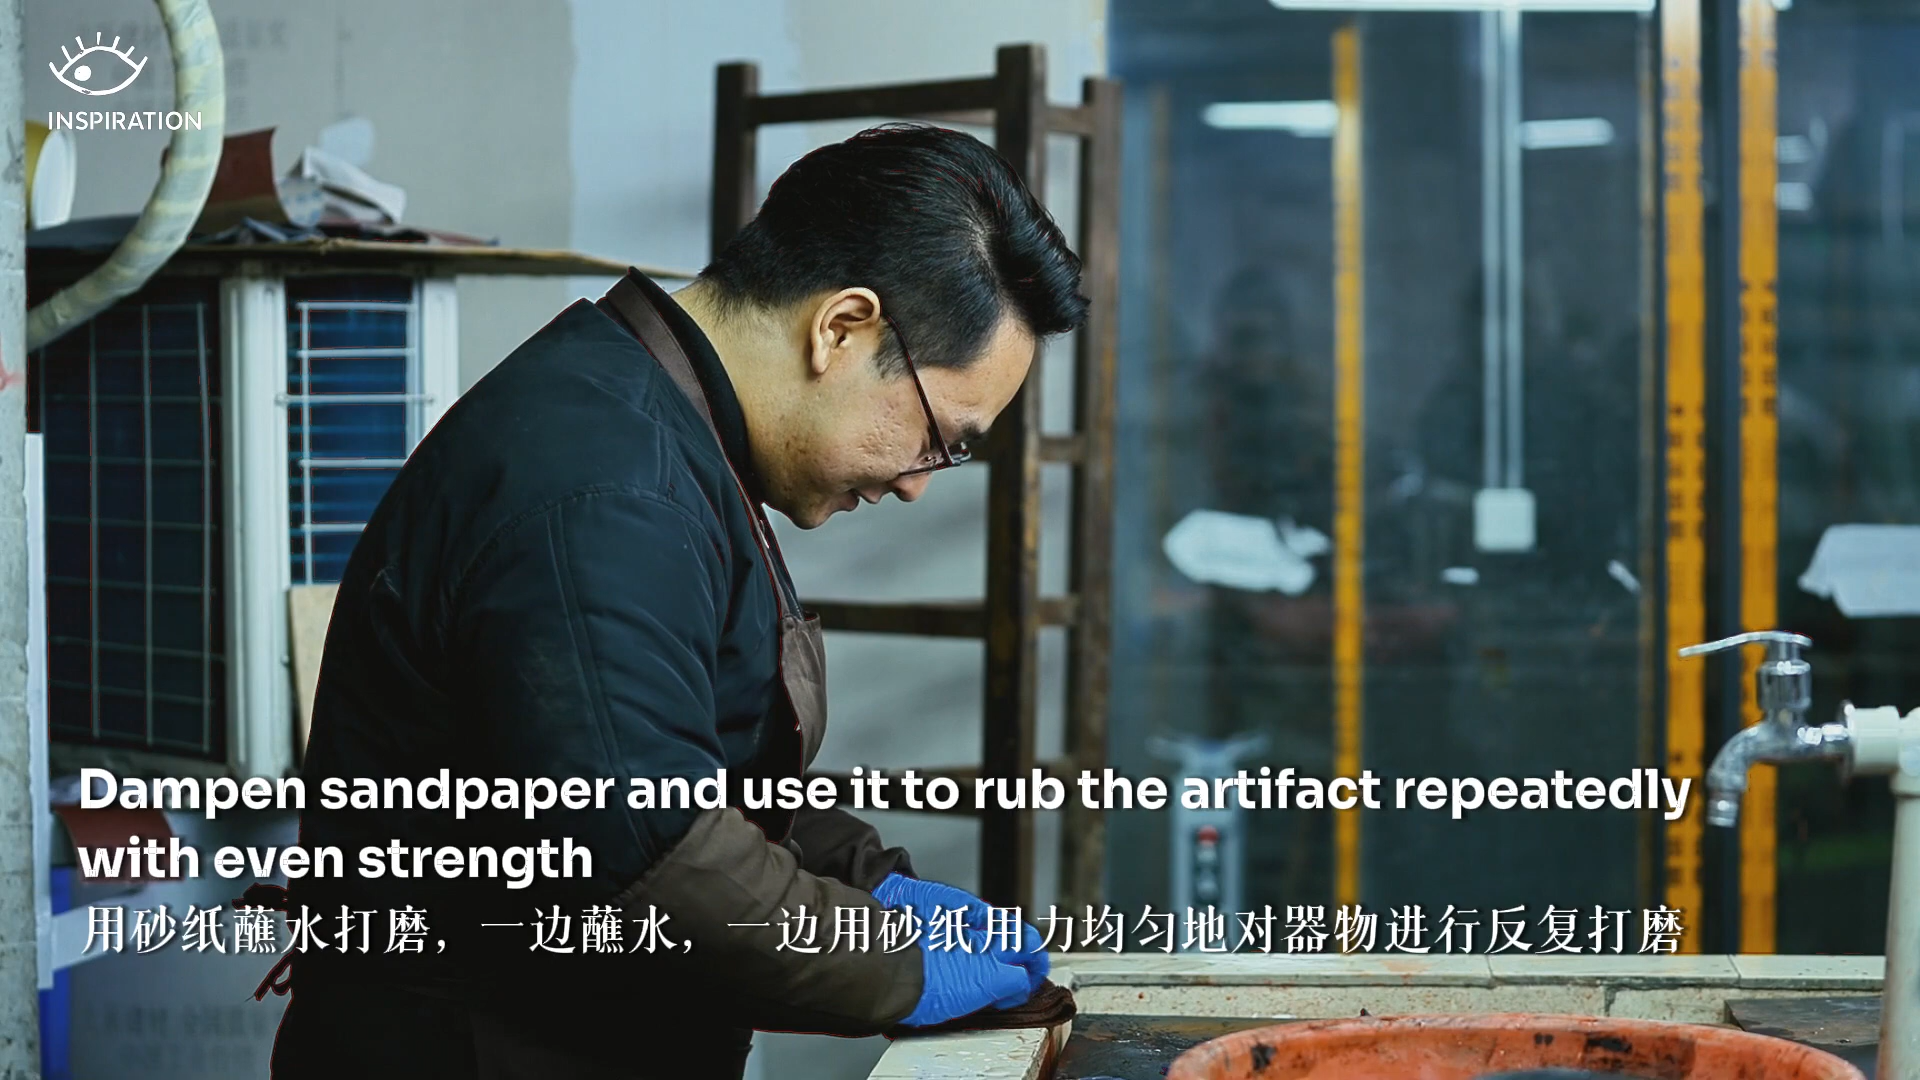 INSPIRATION
Dampen sandpaper and use it to rub the artifact repeatedly
with even strength
用砂纸蘸水打磨，一边蘸水，一边用砂纸用力均匀地对器物进行反复打磨